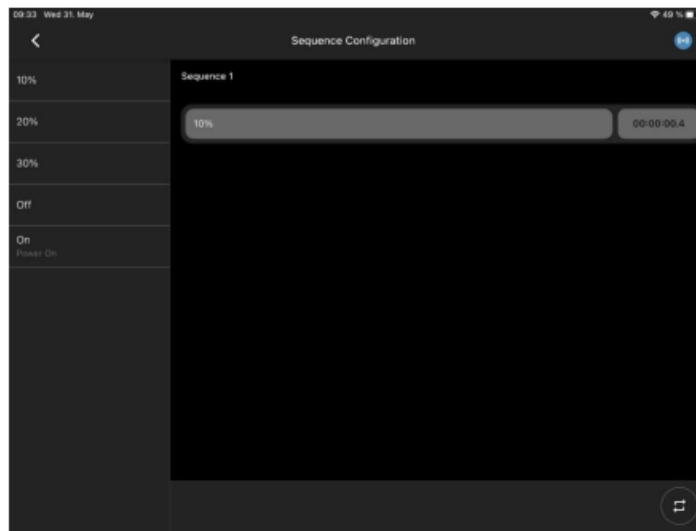 09:33 Wed 31. May
49 %
Sequence Configuration
10%
20%
30%
Off
On
Power On
Sequence 1
10%
00:00:00.4